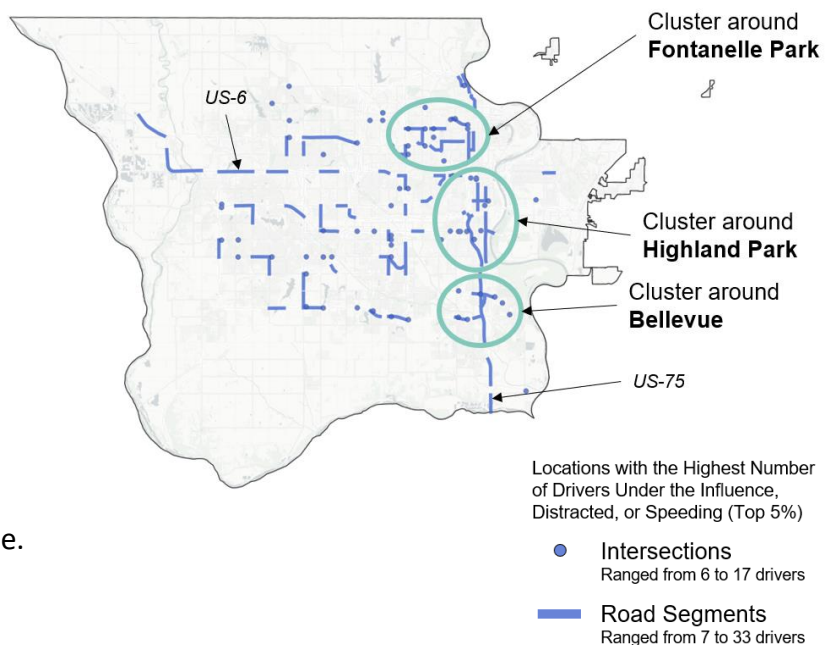 Cluster around
Fontanelle Park
US-6
Cluster around
Highland Park
Cluster around
Bellevue
US-75
Locations with the Highest Number
of Drivers Under the Influence,
Distracted, or Speeding (Top 5%)
e.
Intersections
Ranged from 6 to 17 drivers
Road Segments
Ranged from 7 to 33 drivers